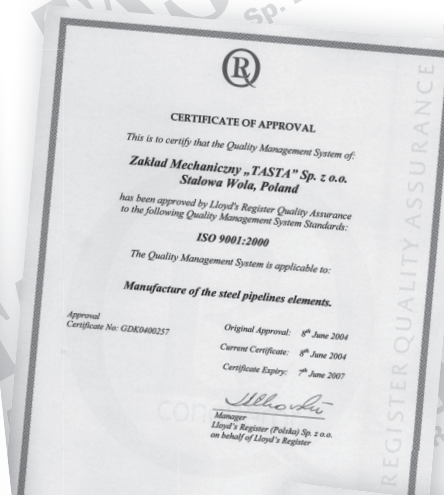 Sp.
R
CERTIFICATE OF APPROVAL
This is to certify that the Quality Management System of:
Zakład Mechaniczny „TASTA” Sp. z o.o.
Stalowa Wola, Poland
has been approved by Lloyd's Register Quality Assurance
to the following Quality Management System Standards:
ISO 9001:2000
The Quality Management System is applicable to:
Manufacture of the steel pipelines elements.
Approval
Certificate No: GDK0400257
Original Approval: 8th June 2004
Current Certificate: 8th June 2004
Certificate Expiry: 7th June 2007
Manager
Lloyd's Register (Polska) Sp. z o.o.
on behalf of Lloyd's Register
REGISTER QUALITY ASSURANCE